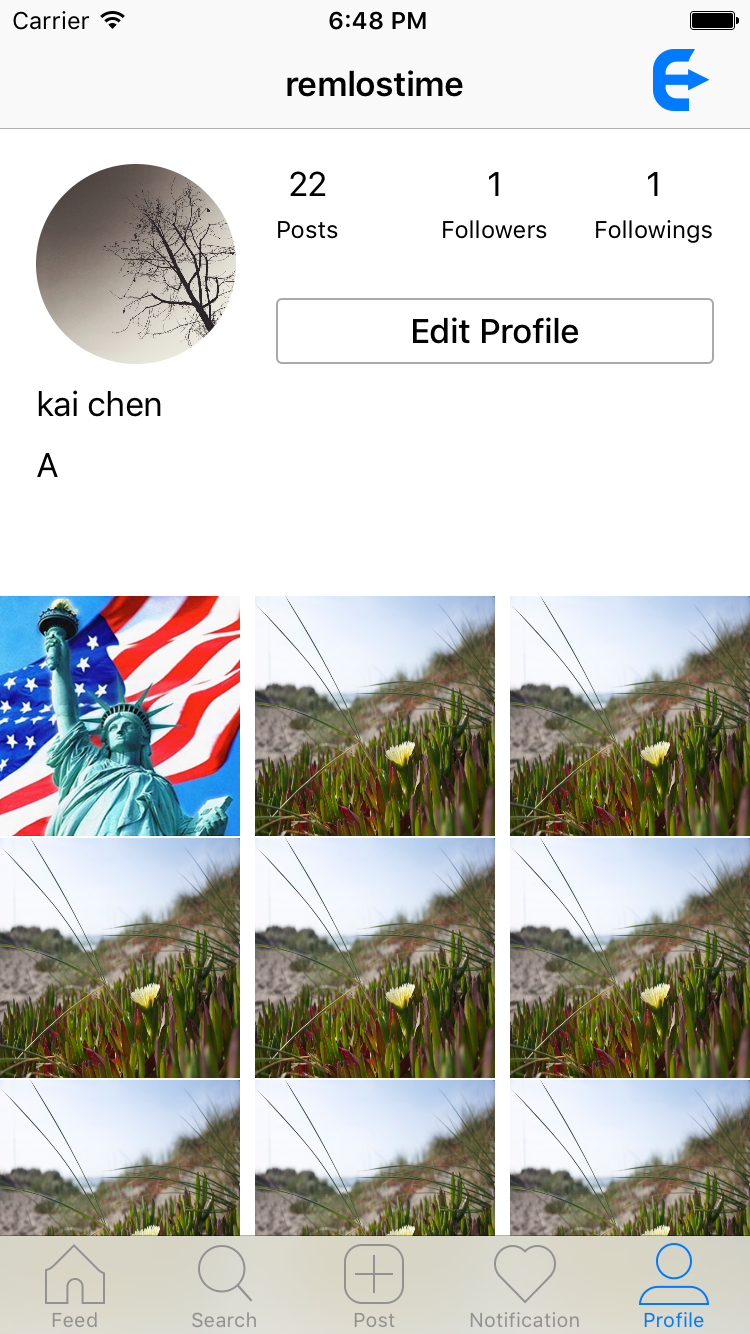 Carrier 6:48 PM
remlostime
22 1 1
Posts Followers Followings
Edit Profile
kai chen
A
Feed Search Post Notification Profile